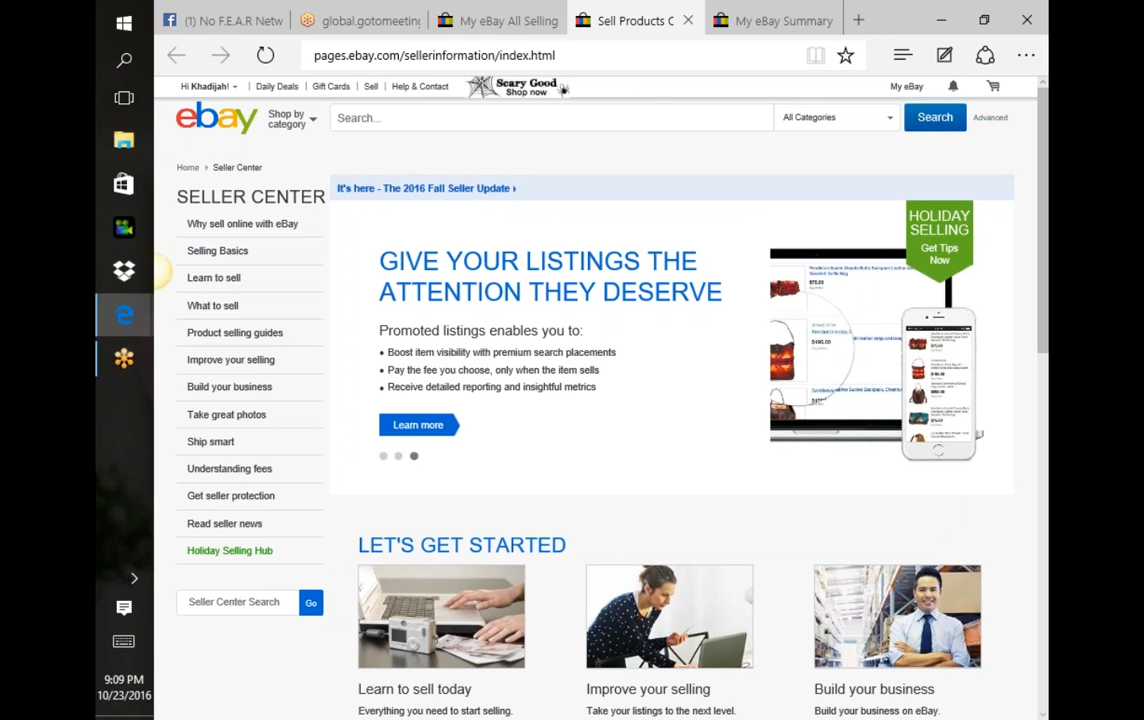 (1) No F.E.A.R Netw
global.gotomeeting
My eBay All Selling
Sell Products C
My eBay Summary
pages.ebay.com/sellerinformation/index.html
Hi Khadijah!
Daily Deals
Gift Cards
Sell
Help & Contact
Scary Good
Shop now
My eBay
ebay
Shop by
category
Search...
All Categories
Search
Advanced
Home
Seller Center
SELLER CENTER
Why sell online with eBay
Selling Basics
Learn to sell
What to sell
Product selling guides
Improve your selling
Build your business
Take great photos
Ship smart
Understanding fees
Get seller protection
Read seller news
Holiday Selling Hub
Seller Center Search
Go
It's here - The 2016 Fall Seller Update
GIVE YOUR LISTINGS THE
ATTENTION THEY DESERVE
Promoted listings enables you to:
• Boost item visibility with premium search placements
• Pay the fee you choose, only when the item sells
• Receive detailed reporting and insightful metrics
Learn more
HOLIDAY
SELLING
Get Tips
Now
LET'S GET STARTED
Learn to sell today
Everything you need to start selling.
Improve your selling
Take your listings to the next level.
Build your business
Build your business on eBay.
9:09 PM
10/23/2016